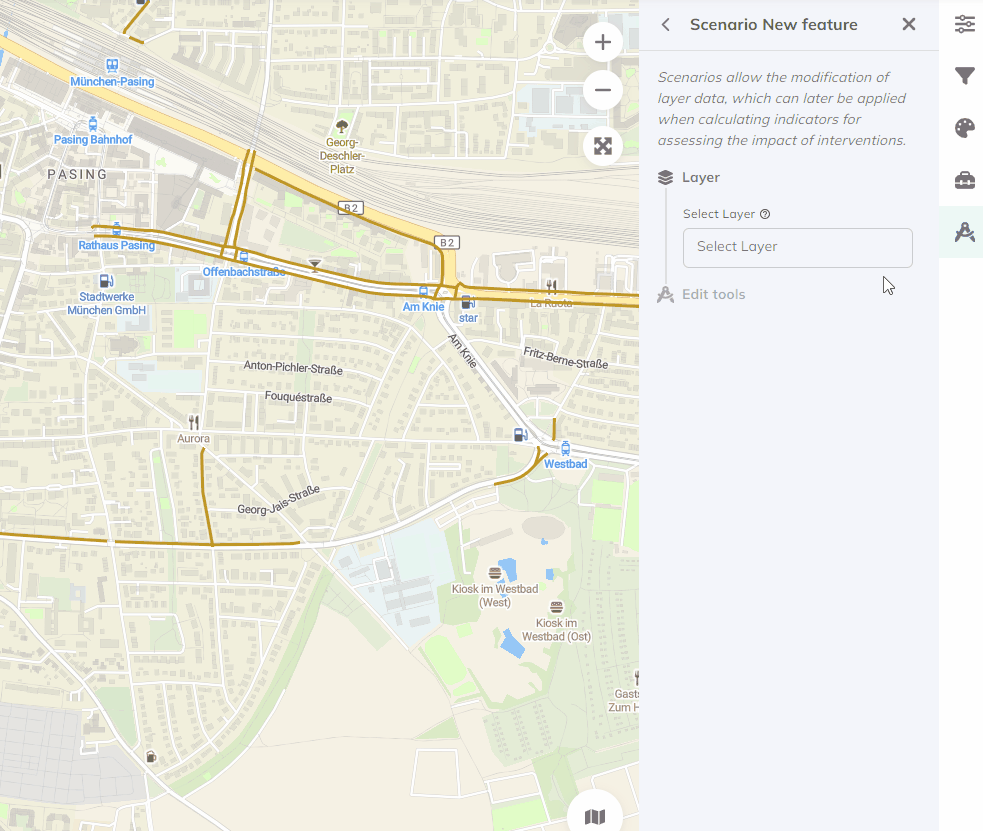 München-Pasing
Pasing Bahnhof
PASING
Georg-
Deschler-
Platz
B2
B2
Rathaus Pasing
Offenbachstraße
Stadtwerke
München GmbH
Am Knie
star
La Ruota
Am Knie
Fritz-Berne-Straße
Anton-Pichler-Straße
Fouquéstraße
Aurora
Westbad
Georg-Jais-Straße
Kiosk im Westbad
(West)
Kiosk im
Westbad (Ost)
Gasts
Zum H
Scenario New feature
Scenarios allow the modification of
layer data, which can later be applied
when calculating indicators for
assessing the impact of interventions.
Layer
Select Layer
Select Layer
Edit tools